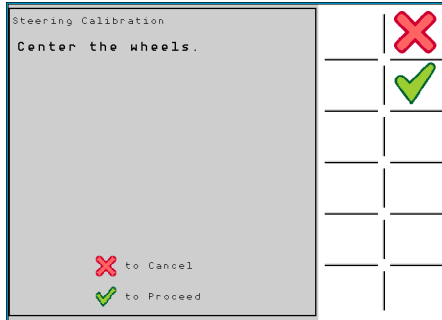 Steering Calibration
Center the wheels.
to Cancel
to Proceed